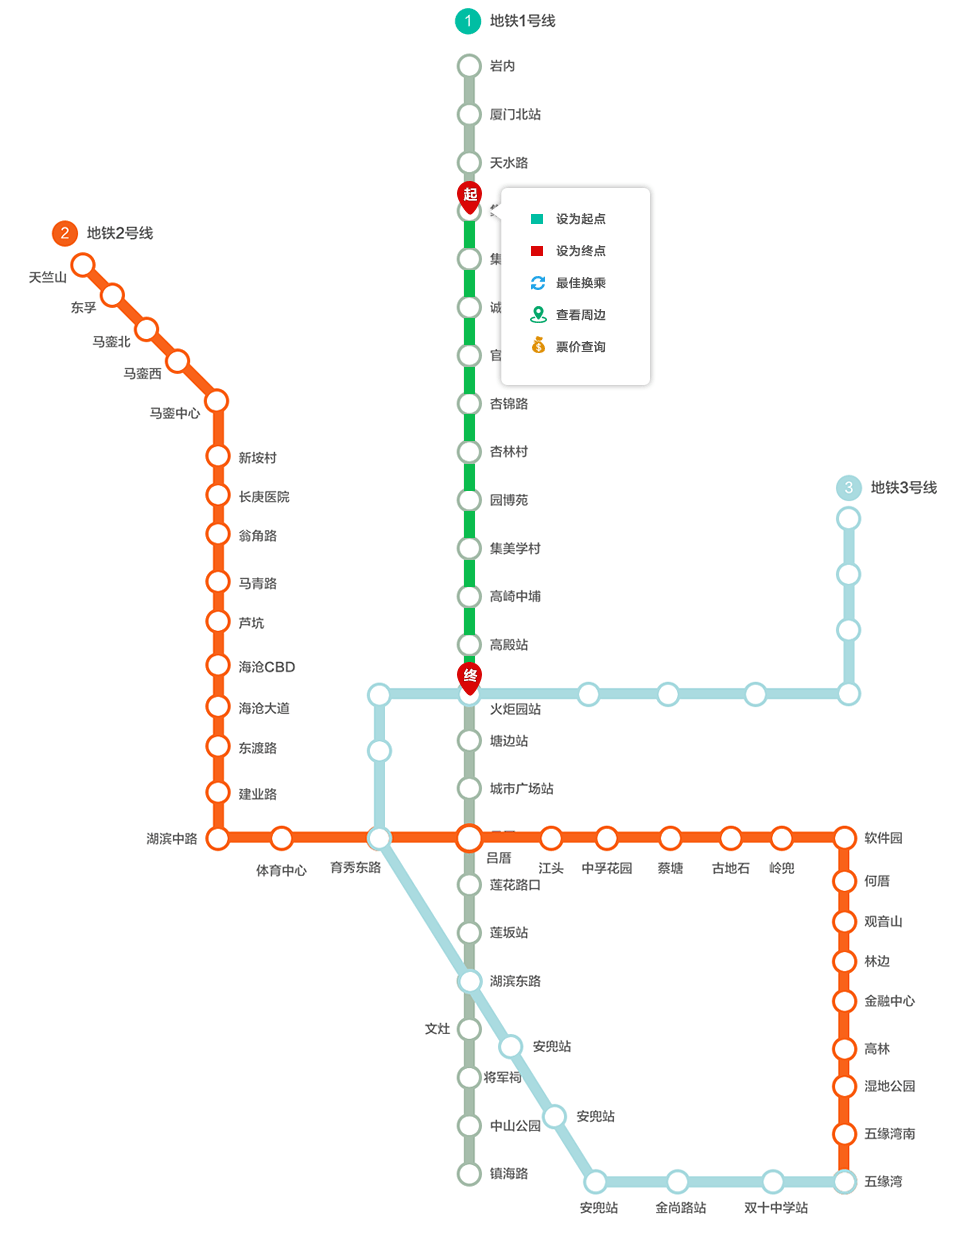 1 地铁1号线
岩内
厦门北站
天水路
起
集
诚
官
杏锦路
杏林村
园博苑
集美学村
高崎中埔
高殿站
终
火炬园站
塘边站
城市广场站
吕厝
莲花路口
莲坂站
湖滨东路
文灶
将军祠
中山公园
镇海路
设为起点
设为终点
最佳换乘
查看周边
票价查询
2 地铁2号线
天竺山
东孚
马銮北
马銮西
马銮中心
新垵村
长庚医院
翁角路
马青路
芦坑
海沧CBD
海沧大道
东渡路
建业路
湖滨中路
体育中心
育秀东路
江头
中孚花园
蔡塘
古地石
岭兜
软件园
何厝
观音山
林边
金融中心
高林
湿地公园
五缘湾南
五缘湾
3 地铁3号线
安兜站
安兜站
安兜站
金尚路站
双十中学站